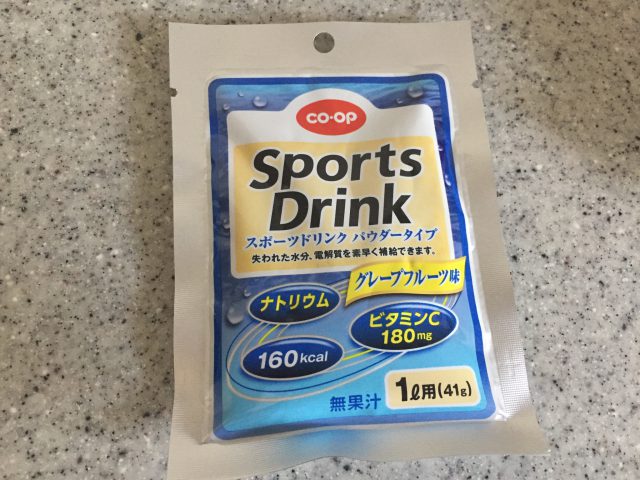 CO·OP
Sports
Drink
スポーツドリンク パウダータイプ
失われた水分、電解質を素早く補給できます。
グレープフルーツ味
ナトリウム
ビタミンC
180mg
160kcal
1ℓ用(41g)
無果汁